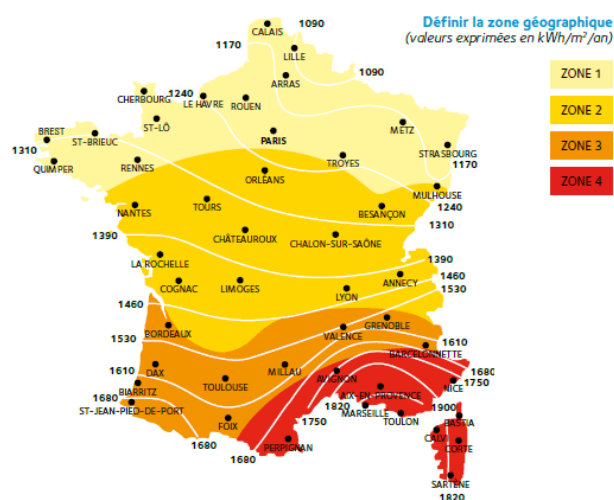 Définir la zone géographique
(valeurs exprimées en kWh/m²/an)
ZONE 1
ZONE 2
ZONE 3
ZONE 4
1090
CALAIS
1170
LILLE
1090
ARRAS
1240
CHERBOURG
LE HAVRE
ROUEN
ST-LÔ
METZ
BREST
ST-BRIEUC
PARIS
1310
STRASBOURG
QUIMPER
RENNES
TROYES
1170
ORLÉANS
MULHOUSE
NANTES
TOURS
BESANÇON
1240
1310
1390
CHÂTEAUROUX
CHALON-SUR-SAÔNE
LA ROCHELLE
1390
COGNAC
LIMOGES
LYON
ANNECY
1460
1530
1460
BORDEAUX
GRENOBLE
VALENCE
1530
1610
BARCELONNETTE
1610
DAX
MILLAU
AVIGNON
1680
BIARRITZ
TOULOUSE
NICE
1750
1680
AIX-EN-PROVENCE
ST-JEAN-PIED-DE-PORT
1820
MARSEILLE
1900
FOIX
1750
TOULON
BASTIA
1680
PERPIGNAN
CALVI
CORTE
1680
SARTENE
1820